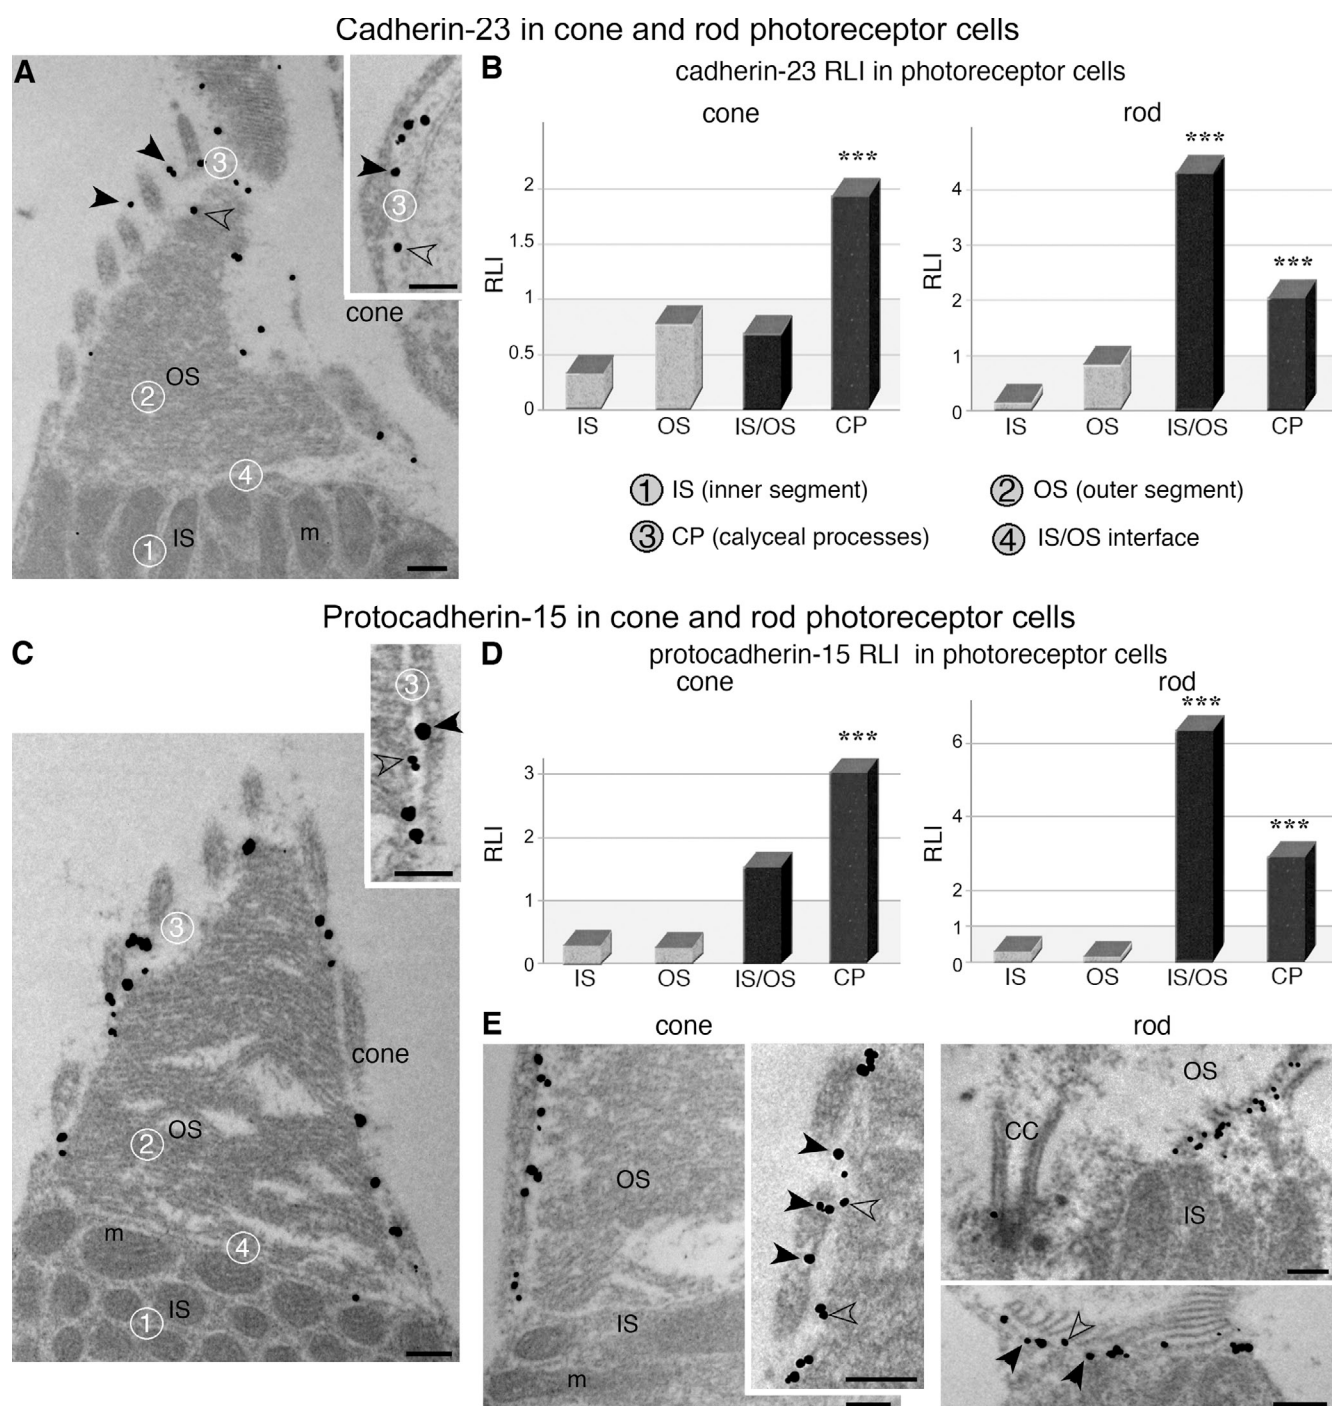 Cadherin-23 in cone and rod photoreceptor cells
A
3
3
cone
OS
2
4
IS
m
1
B
cadherin-23 RLI in photoreceptor cells
cone
rod
***
2
1.5
1
0.5
0
RLI
IS OS IS/OS CP
***
***
4
3
2
1
0
RLI
IS OS IS/OS CP
1 IS (inner segment)
2 OS (outer segment)
3 CP (calyceal processes)
4 IS/OS interface
Protocadherin-15 in cone and rod photoreceptor cells
C
3
3
cone
OS
2
m
4
IS
1
D
protocadherin-15 RLI in photoreceptor cells
cone
rod
***
3
2
1
0
RLI
IS OS IS/OS CP
***
***
6
4
2
1
0
RLI
IS OS IS/OS CP
E
cone
rod
OS
IS
m
OS
CC
IS